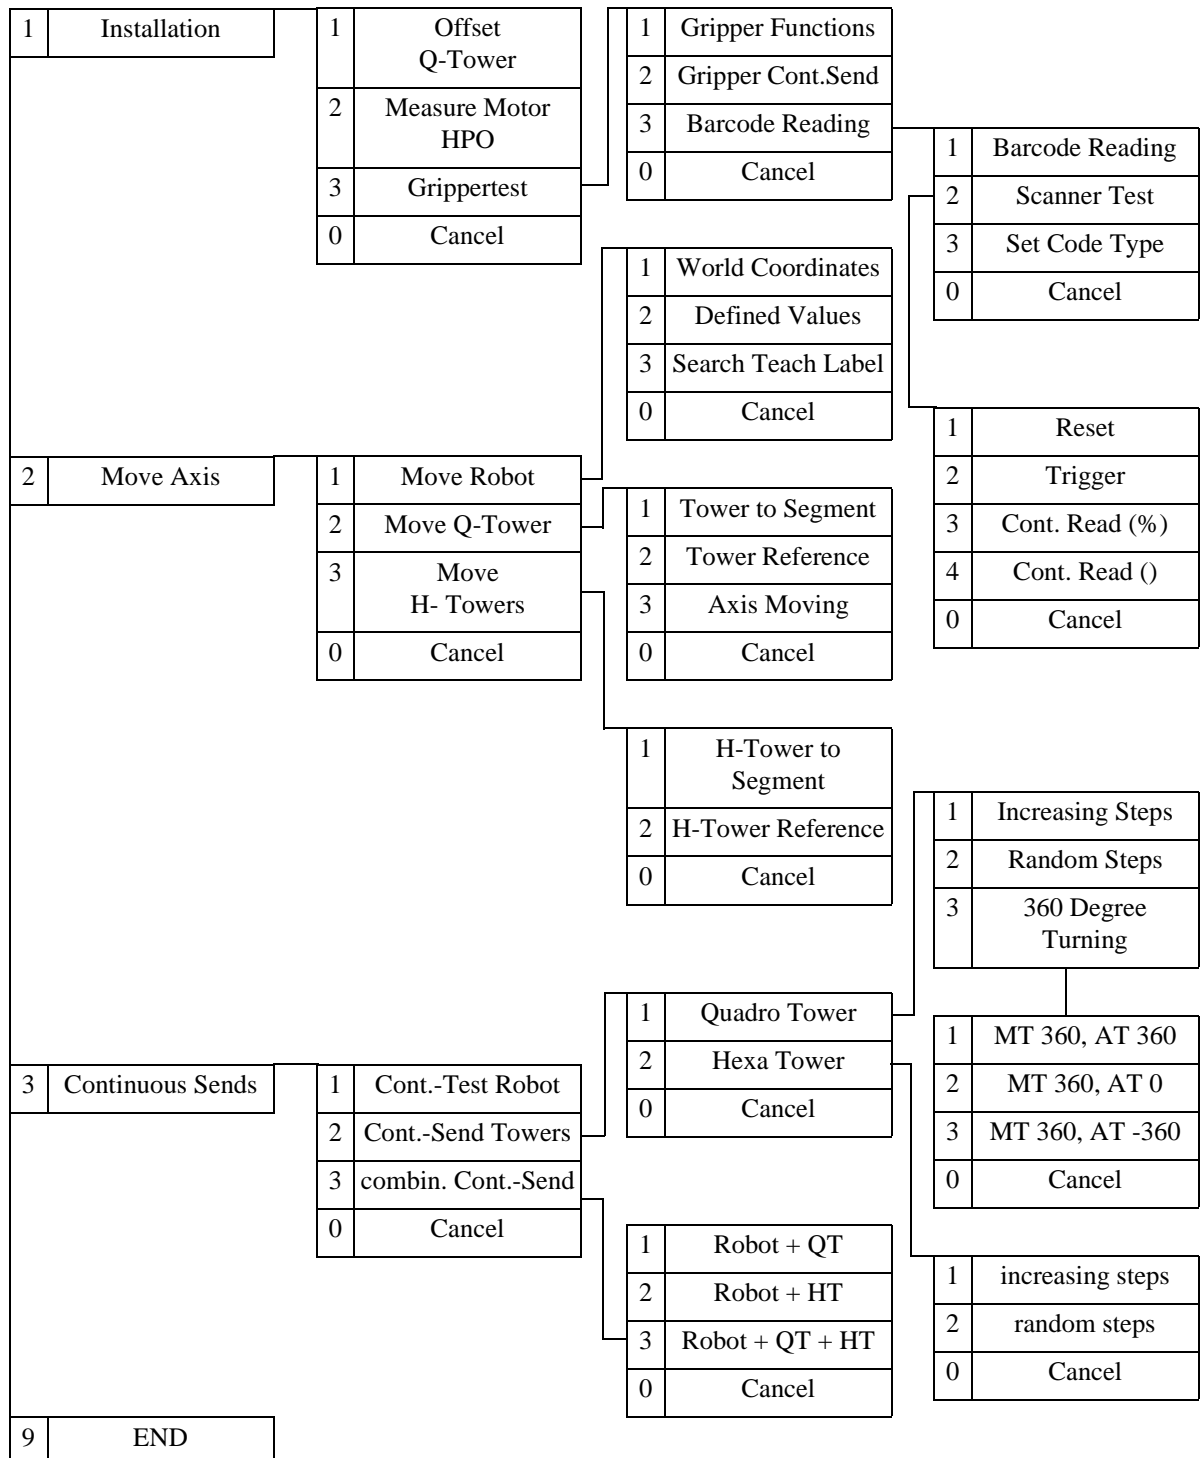 1 Installation
1 Offset
Q-Tower
2 Measure Motor
HPO
3 Grippertest
0 Cancel
1 Gripper Functions
2 Gripper Cont.Send
3 Barcode Reading
0 Cancel
1 Barcode Reading
2 Scanner Test
3 Set Code Type
0 Cancel
1 Reset
2 Trigger
3 Cont. Read (%)
4 Cont. Read ()
0 Cancel
2 Move Axis
1 Move Robot
2 Move Q-Tower
3 Move
H- Towers
0 Cancel
1 World Coordinates
2 Defined Values
3 Search Teach Label
0 Cancel
1 Tower to Segment
2 Tower Reference
3 Axis Moving
0 Cancel
1 H-Tower to
Segment
2 H-Tower Reference
0 Cancel
3 Continuous Sends
1 Cont.-Test Robot
2 Cont.-Send Towers
3 combin. Cont.-Send
0 Cancel
1 Quadro Tower
2 Hexa Tower
0 Cancel
1 Increasing Steps
2 Random Steps
3 360 Degree
Turning
1 MT 360, AT 360
2 MT 360, AT 0
3 MT 360, AT -360
0 Cancel
1 increasing steps
2 random steps
0 Cancel
1 Robot + QT
2 Robot + HT
3 Robot + QT + HT
0 Cancel
9 END